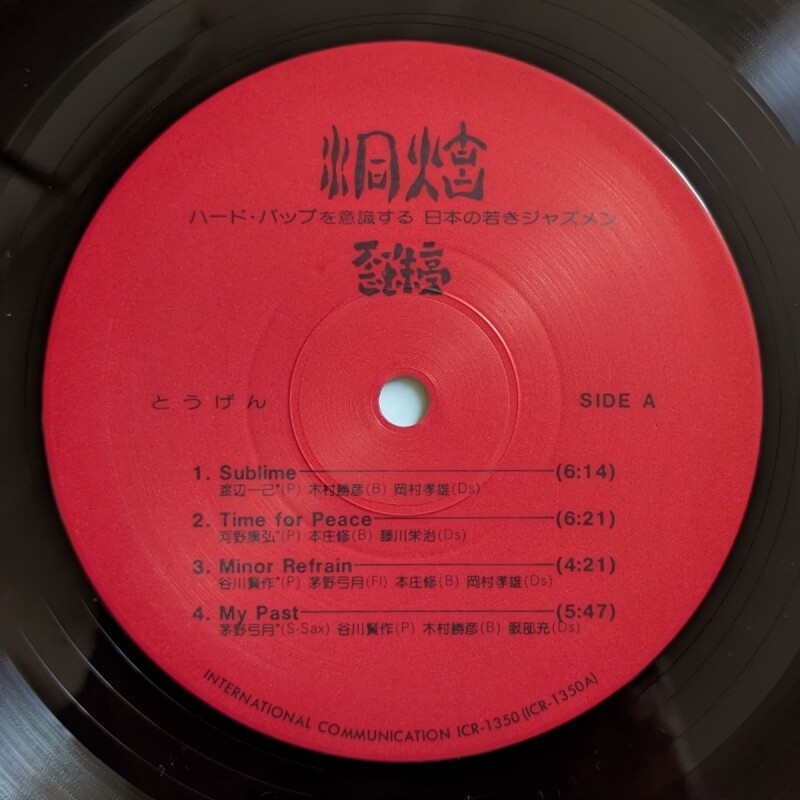 ハード・バップを意識する 日本の若きジャズメン
とうげん
SIDE A
1. Sublime (6:14)
渡辺一己*(P) 木村勝彦(B) 岡村孝雄(Ds)
2. Time for Peace (6:21)
河野康弘*(P) 本庄修(B) 藤川栄治(Ds)
3. Minor Refrain (4:21)
谷川賢作*(P) 茅野弓月(Fl) 本庄修(B) 岡村孝雄(Ds)
4. My Past (5:47)
茅野弓月*(S-Sax) 谷川賢作(P) 木村勝彦(B) 服部充(Ds)
INTERNATIONAL COMMUNICATION ICR-1350 (ICR-1350A)